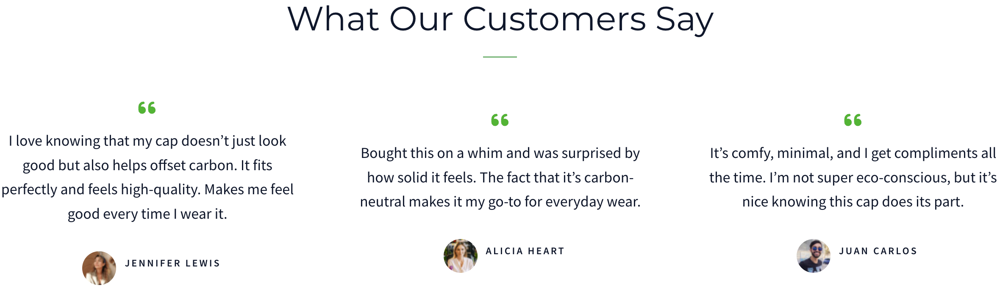 What Our Customers Say
“
I love knowing that my cap doesn’t just look
good but also helps offset carbon. It fits
perfectly and feels high-quality. Makes me feel
good every time I wear it.
JENNIFER LEWIS
“
Bought this on a whim and was surprised by
how solid it feels. The fact that it’s carbon-
neutral makes it my go-to for everyday wear.
ALICIA HEART
“
It’s comfy, minimal, and I get compliments all
the time. I’m not super eco-conscious, but it’s
nice knowing this cap does its part.
JUAN CARLOS